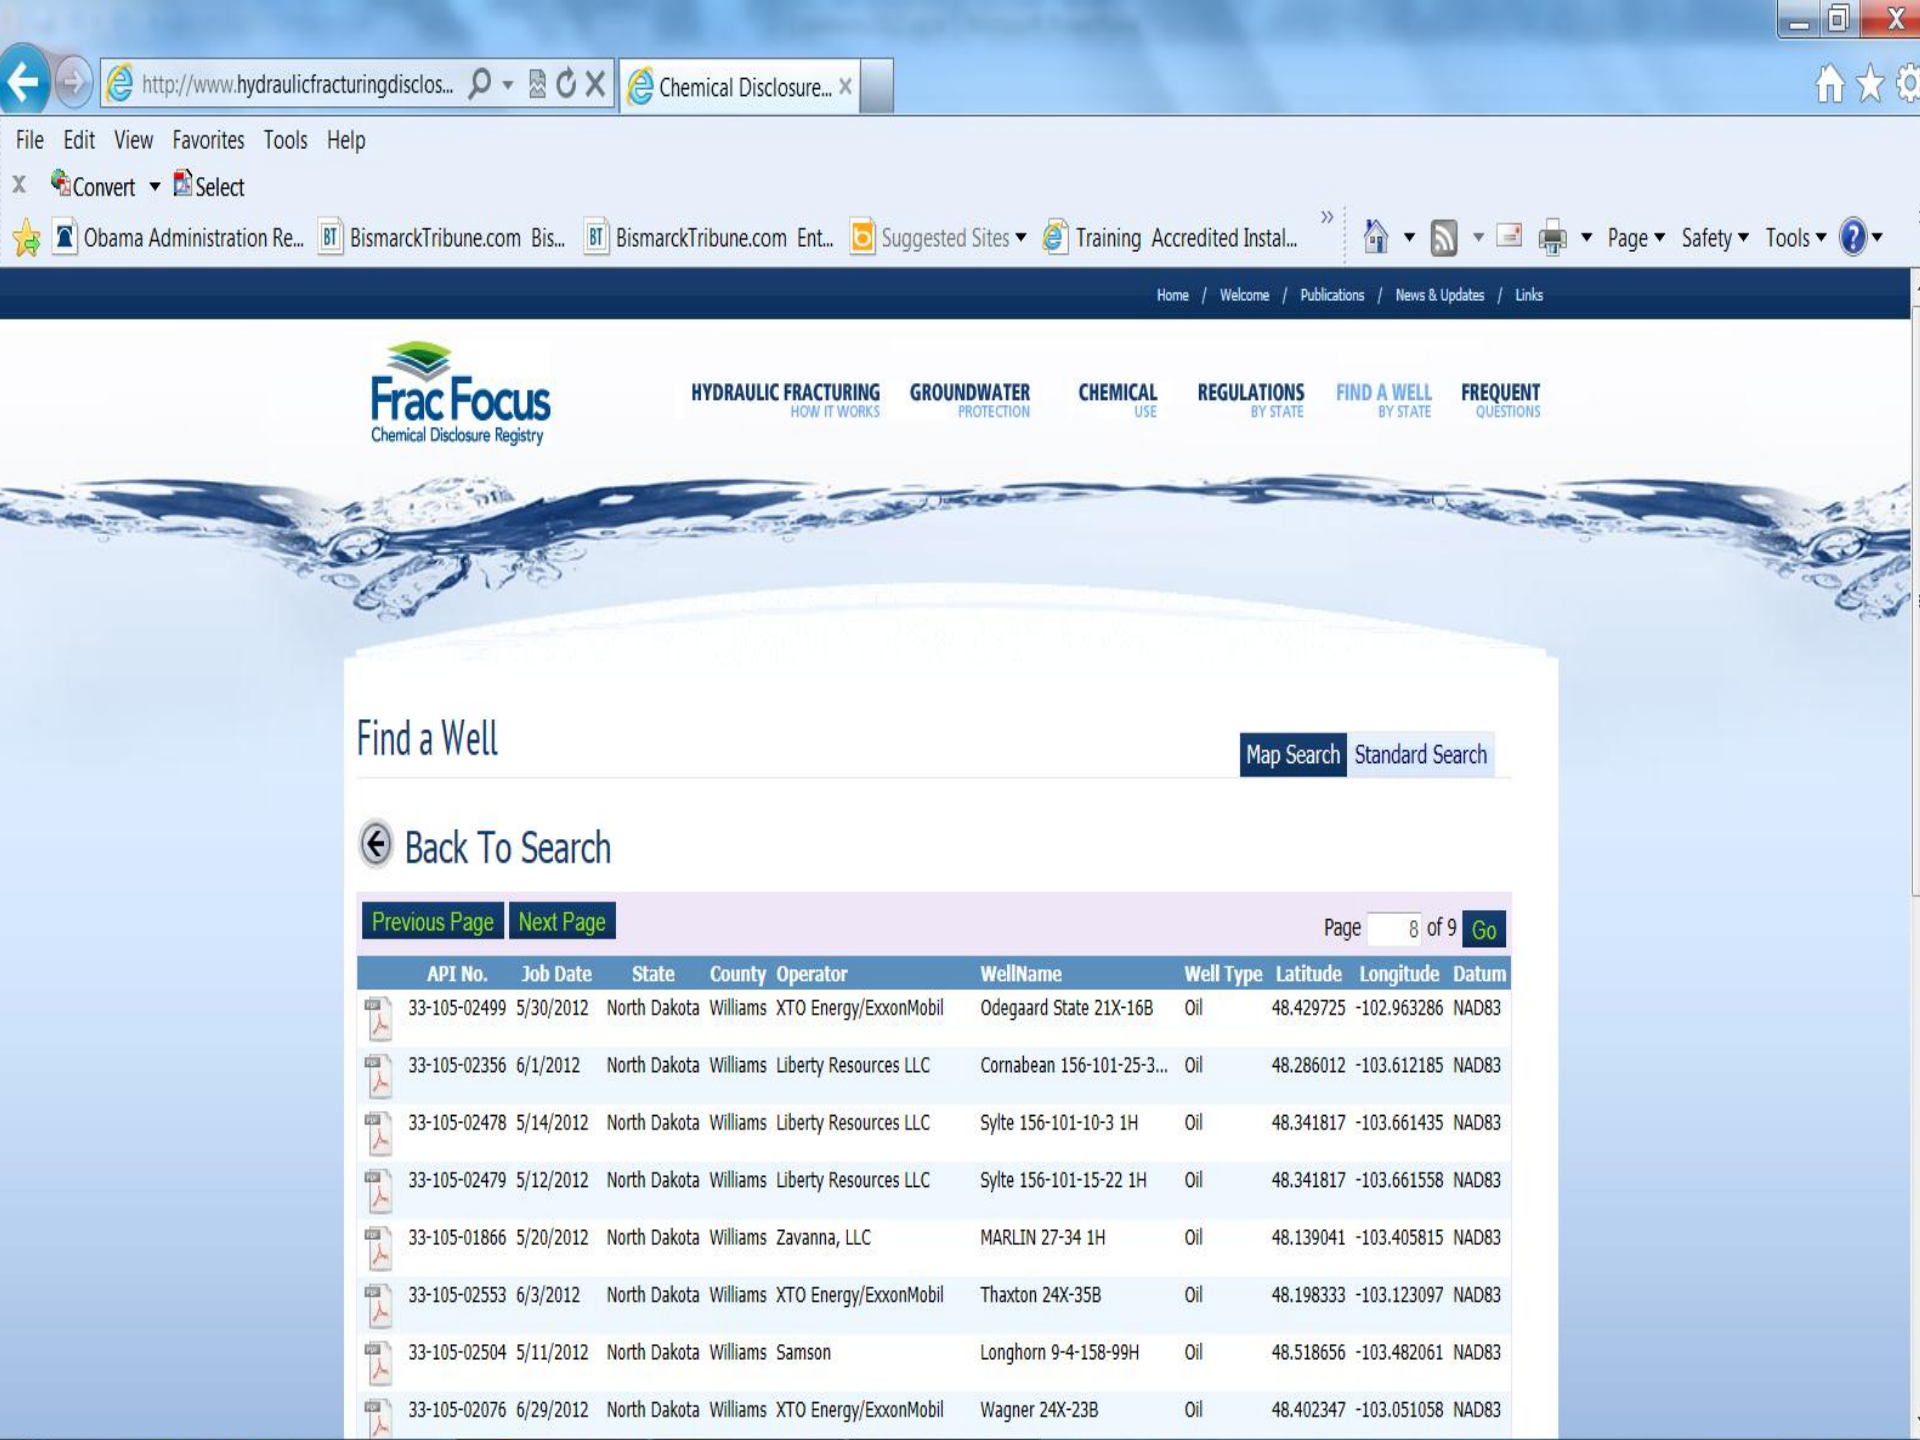 X
http://www.hydraulicfracturingdisclos... Chemical Disclosure... ×
File Edit View Favorites Tools Help
x Convert Select
Obama Administration Re... BT BismarckTribune.com Bis... BT BismarckTribune.com Ent... Suggested Sites Training Accredited Instal... » Page Safety Tools
Home / Welcome / Publications / News & Updates / Links
Frac Focus
Chemical Disclosure Registry
HYDRAULIC FRACTURING GROUNDWATER CHEMICAL REGULATIONS FIND A WELL FREQUENT
HOW IT WORKS PROTECTION USE BY STATE BY STATE QUESTIONS
Find a Well
Map Search Standard Search
Back To Search
Previous Page Next Page Page 8 of 9 Go
API No. Job Date State County Operator WellName Well Type Latitude Longitude Datum
33-105-02499 5/30/2012 North Dakota Williams XTO Energy/ExxonMobil Odegaard State 21X-16B Oil 48.429725 -102.963286 NAD83
33-105-02356 6/1/2012 North Dakota Williams Liberty Resources LLC Cornabean 156-101-25-3... Oil 48.286012 -103.612185 NAD83
33-105-02478 5/14/2012 North Dakota Williams Liberty Resources LLC Sylte 156-101-10-3 1H Oil 48.341817 -103.661435 NAD83
33-105-02479 5/12/2012 North Dakota Williams Liberty Resources LLC Sylte 156-101-15-22 1H Oil 48.341817 -103.661558 NAD83
33-105-01866 5/20/2012 North Dakota Williams Zavanna, LLC MARLIN 27-34 1H Oil 48.139041 -103.405815 NAD83
33-105-02553 6/3/2012 North Dakota Williams XTO Energy/ExxonMobil Thaxton 24X-35B Oil 48.198333 -103.123097 NAD83
33-105-02504 5/11/2012 North Dakota Williams Samson Longhorn 9-4-158-99H Oil 48.518656 -103.482061 NAD83
33-105-02076 6/29/2012 North Dakota Williams XTO Energy/ExxonMobil Wagner 24X-23B Oil 48.402347 -103.051058 NAD83